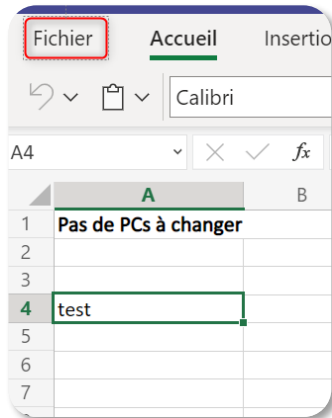 Fichier Accueil Insertio
Calibri
A4 fx
A B
1 Pas de PCs à changer
2
3
4 test
5
6
7